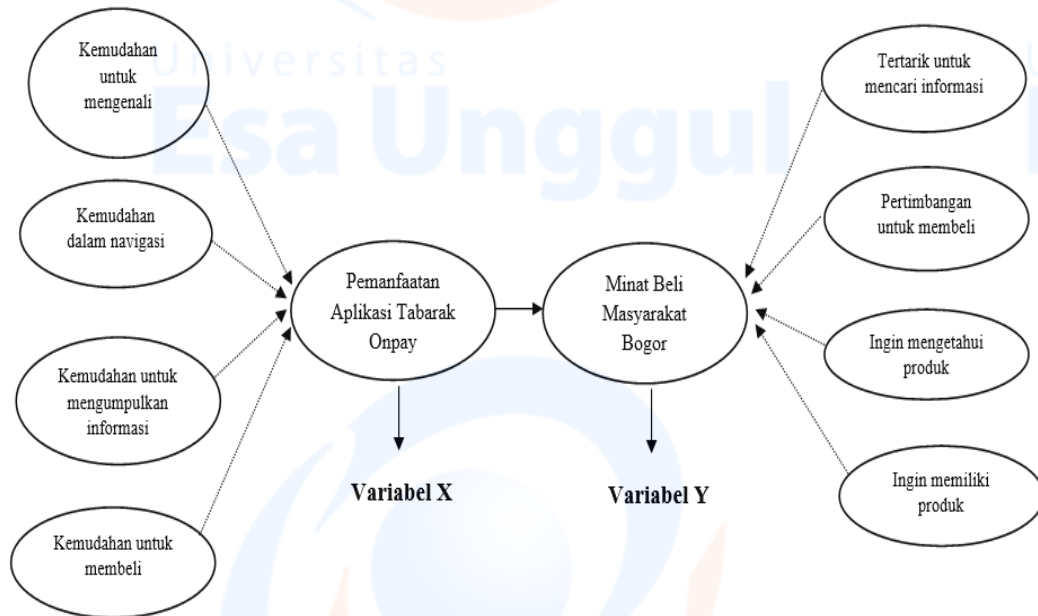 Kemudahan
untuk
mengenali
Universitas
Esa Unggul
Tertarik untuk
mencari informasi
Kemudahan
dalam navigasi
Pertimbangan
untuk membeli
Pemanfaatan
Aplikasi Tabarak
Onpay
Minat Beli
Masyarakat
Bogor
Kemudahan untuk
mengumpulkan
informasi
Ingin mengetahui
produk
Variabel X
Variabel Y
Ingin memiliki
produk
Kemudahan untuk
membeli